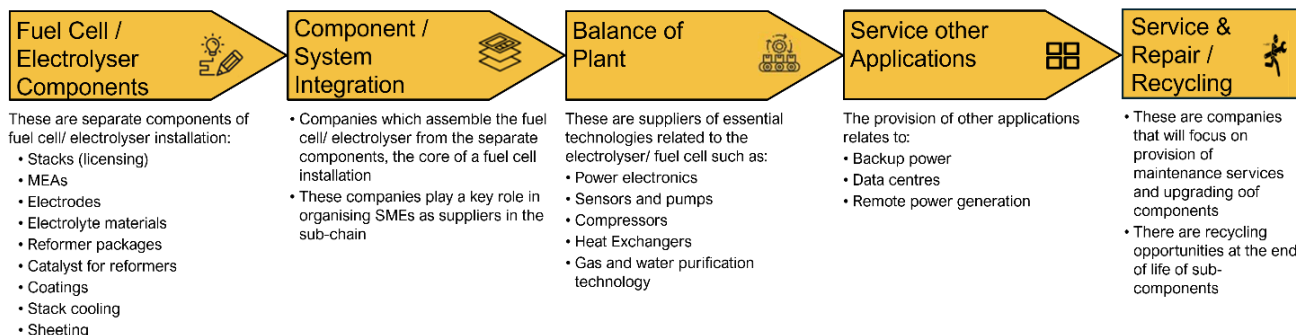 Fuel Cell /
Electrolyser
Components
These are separate components of
fuel cell/ electrolyser installation:
• Stacks (licensing)
• MEAs
• Electrodes
• Electrolyte materials
• Reformer packages
• Catalyst for reformers
• Coatings
• Stack cooling
• Sheeting
Component /
System
Integration
• Companies which assemble the fuel
cell/ electrolyser from the separate
components, the core of a fuel cell
installation
• These companies play a key role in
organising SMEs as suppliers in the
sub-chain
Balance of
Plant
These are suppliers of essential
technologies related to the
electrolyser/ fuel cell such as:
• Power electronics
• Sensors and pumps
• Compressors
• Heat Exchangers
• Gas and water purification
technology
Service other
Applications
The provision of other applications
relates to:
• Backup power
• Data centres
• Remote power generation
Service &
Repair /
Recycling
• These are companies
that will focus on
provision of
maintenance services
and upgrading oof
components
• There are recycling
opportunities at the end
of life of sub-
components